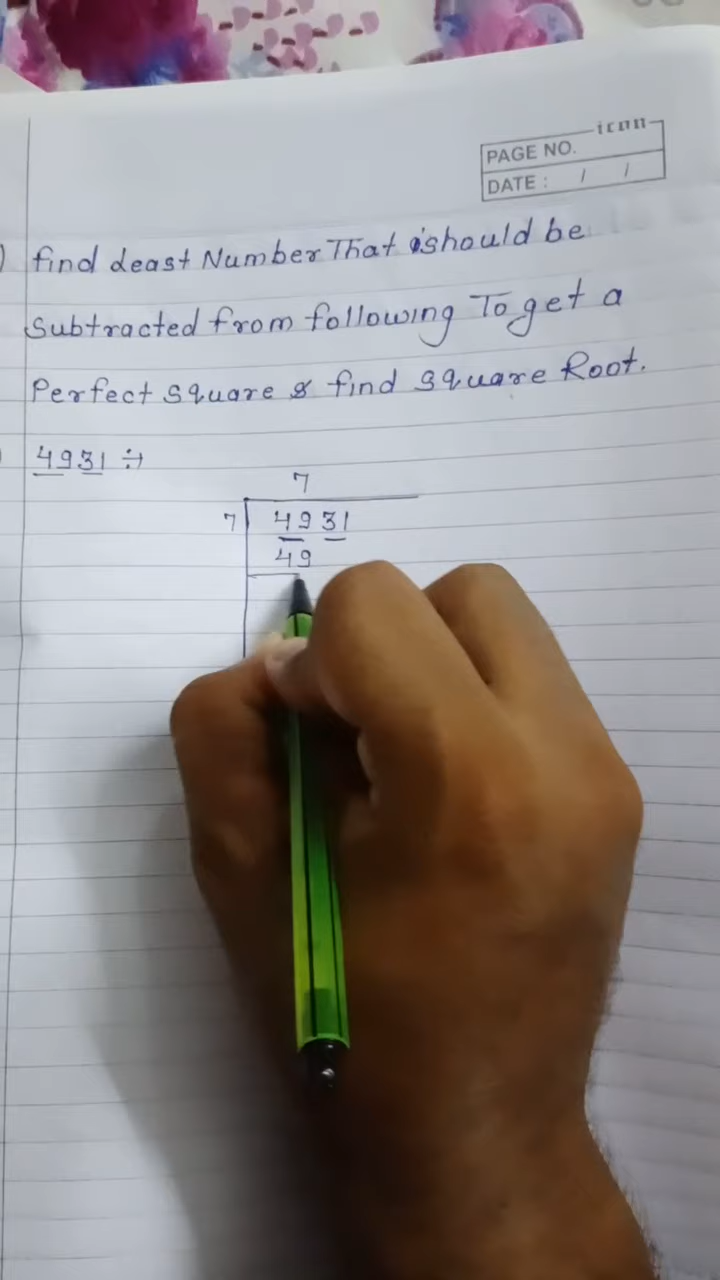 icon
PAGE NO.
DATE : / /
) find least Number That should be
Subtracted from following To get a
Perfect square & find square Root.
4931 ÷
7
7 4931
49